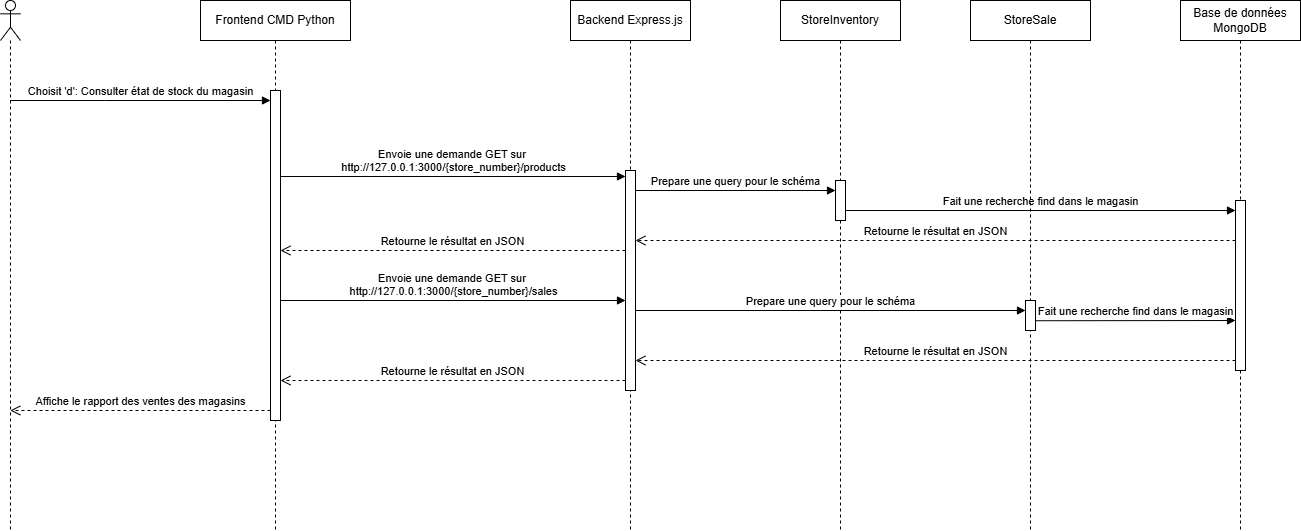 Frontend CMD Python
Backend Express.js
StoreInventory
StoreSale
Base de données
MongoDB
Choisit 'd': Consulter état de stock du magasin
Envoie une demande GET sur
http://127.0.0.1:3000/{store_number}/products
Prepare une query pour le schéma
Fait une recherche find dans le magasin
Retourne le résultat en JSON
Retourne le résultat en JSON
Envoie une demande GET sur
http://127.0.0.1:3000/{store_number}/sales
Prepare une query pour le schéma
Fait une recherche find dans le magasin
Retourne le résultat en JSON
Retourne le résultat en JSON
Affiche le rapport des ventes des magasins